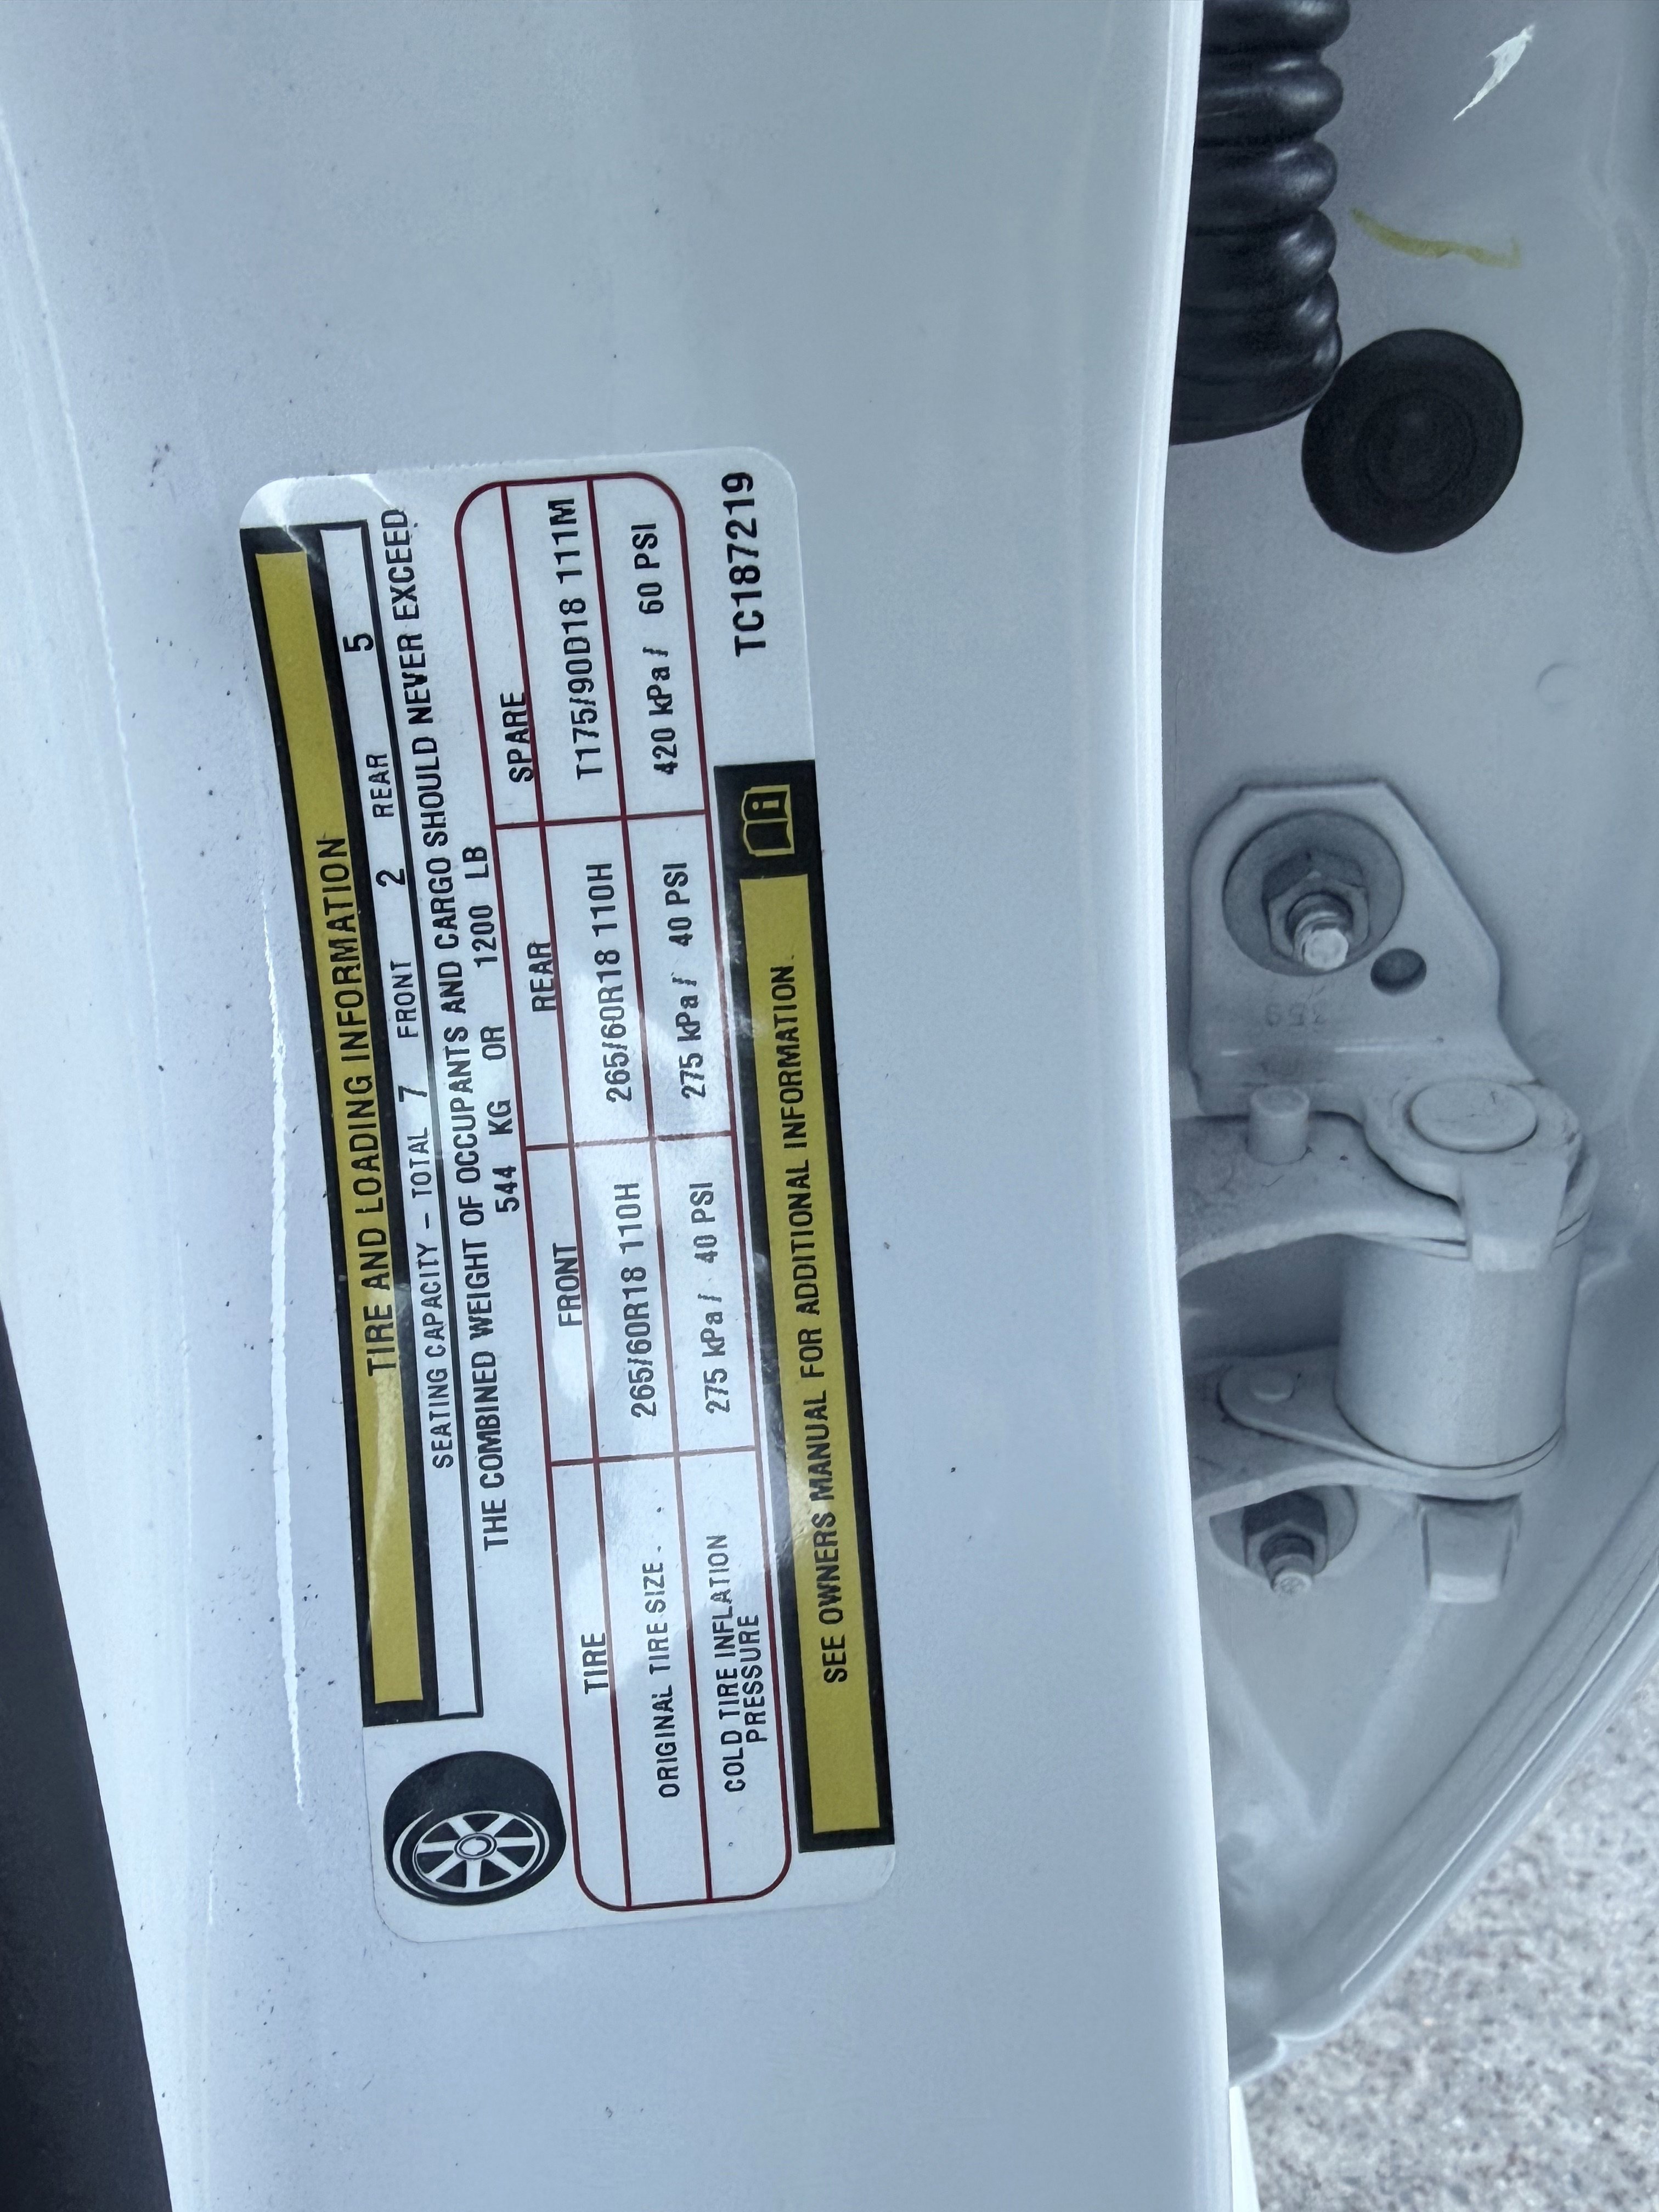 TIRE AND LOADING INFORMATION
SEATING CAPACITY – TOTAL 7 FRONT 2 REAR 5
THE COMBINED WEIGHT OF OCCUPANTS AND CARGO SHOULD NEVER EXCEED
544 KG OR 1200 LB
TIRE FRONT REAR SPARE
ORIGINAL TIRE SIZE 265/60R18 110H 265/60R18 110H T175/90D18 111M
COLD TIRE INFLATION PRESSURE 275 kPa / 40 PSI 275 kPa / 40 PSI 420 kPa / 60 PSI
SEE OWNERS MANUAL FOR ADDITIONAL INFORMATION
TC187219
359